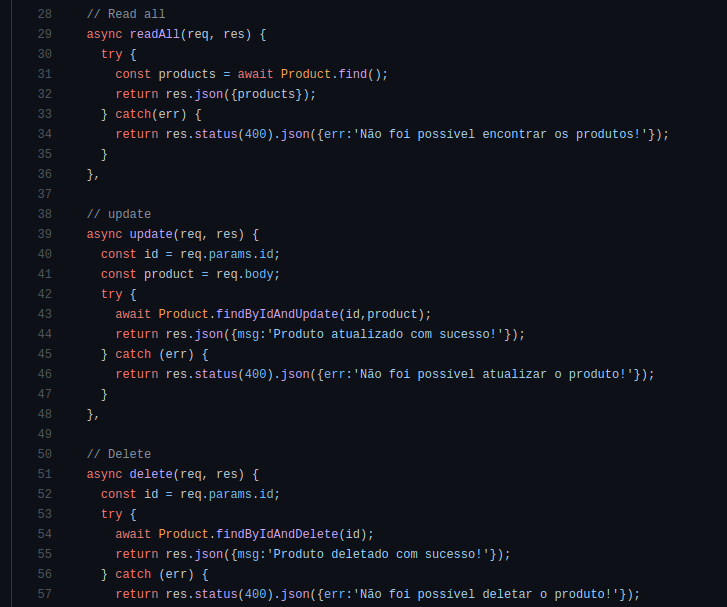 28 // Read all
29 async readAll(req, res) {
30 try {
31 const products = await Product.find();
32 return res.json({products});
33 } catch(err) {
34 return res.status(400).json({err:'Não foi possível encontrar os produtos!'});
35 }
36 },
37
38 // update
39 async update(req, res) {
40 const id = req.params.id;
41 const product = req.body;
42 try {
43 await Product.findByIdAndUpdate(id,product);
44 return res.json({msg:'Produto atualizado com sucesso!'});
45 } catch (err) {
46 return res.status(400).json({err:'Não foi possível atualizar o produto!'});
47 }
48 },
49
50 // Delete
51 async delete(req, res) {
52 const id = req.params.id;
53 try {
54 await Product.findByIdAndDelete(id);
55 return res.json({msg:'Produto deletado com sucesso!'});
56 } catch (err) {
57 return res.status(400).json({err:'Não foi possível deletar o produto!'});